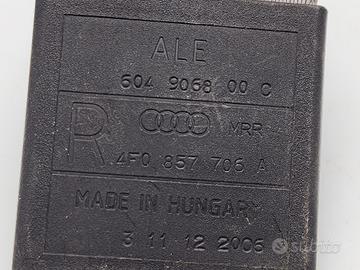 ALE
604 9068 00 C
R MRR
4F0 857 706 A
MADE IN HUNGARY
3 11 12 2006
subito